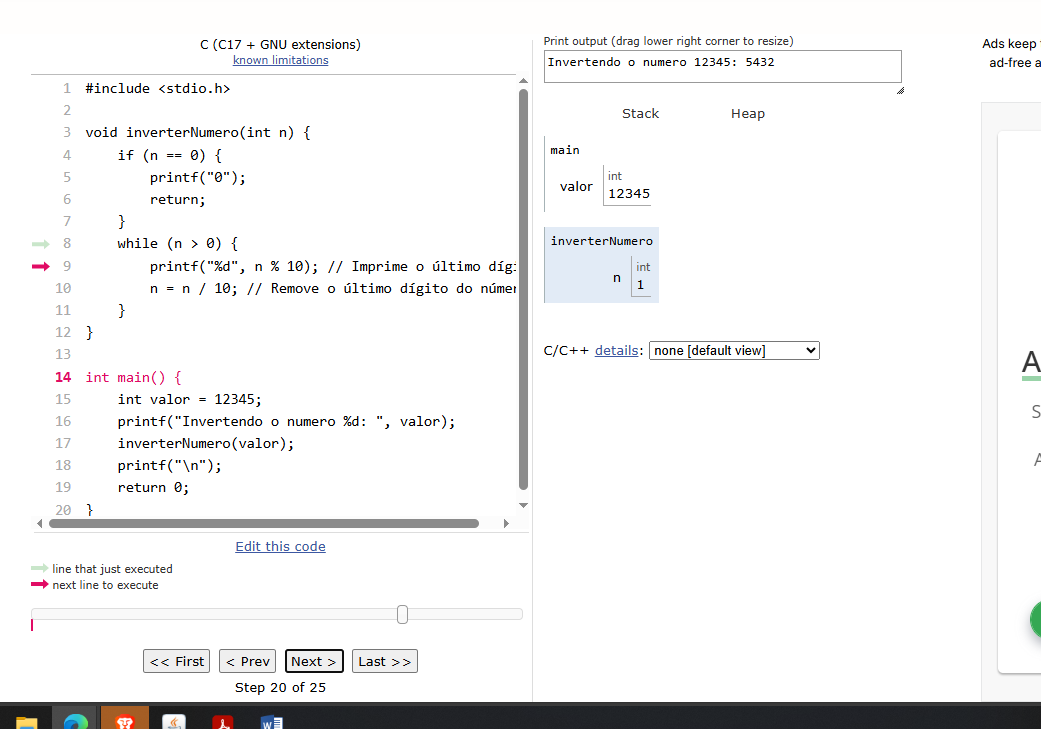 C (C17 + GNU extensions)
known limitations
1 #include <stdio.h>
2
3 void inverterNumero(int n) {
4 if (n == 0) {
5 printf("0");
6 return;
7 }
8 while (n > 0) {
9 printf("%d", n % 10); // Imprime o último díg
10 n = n / 10; // Remove o último dígito do núme
11 }
12 }
13
14 int main() {
15 int valor = 12345;
16 printf("Invertendo o numero %d: ", valor);
17 inverterNumero(valor);
18 printf("\n");
19 return 0;
20 }
Edit this code
line that just executed
next line to execute
<< First < Prev Next > Last >>
Step 20 of 25
Print output (drag lower right corner to resize)
Invertendo o numero 12345: 5432
Stack Heap
main
valor
int
12345
inverterNumero
n
int
1
C/C++ details: none [default view]
Ads keep
ad-free a
A
S
A